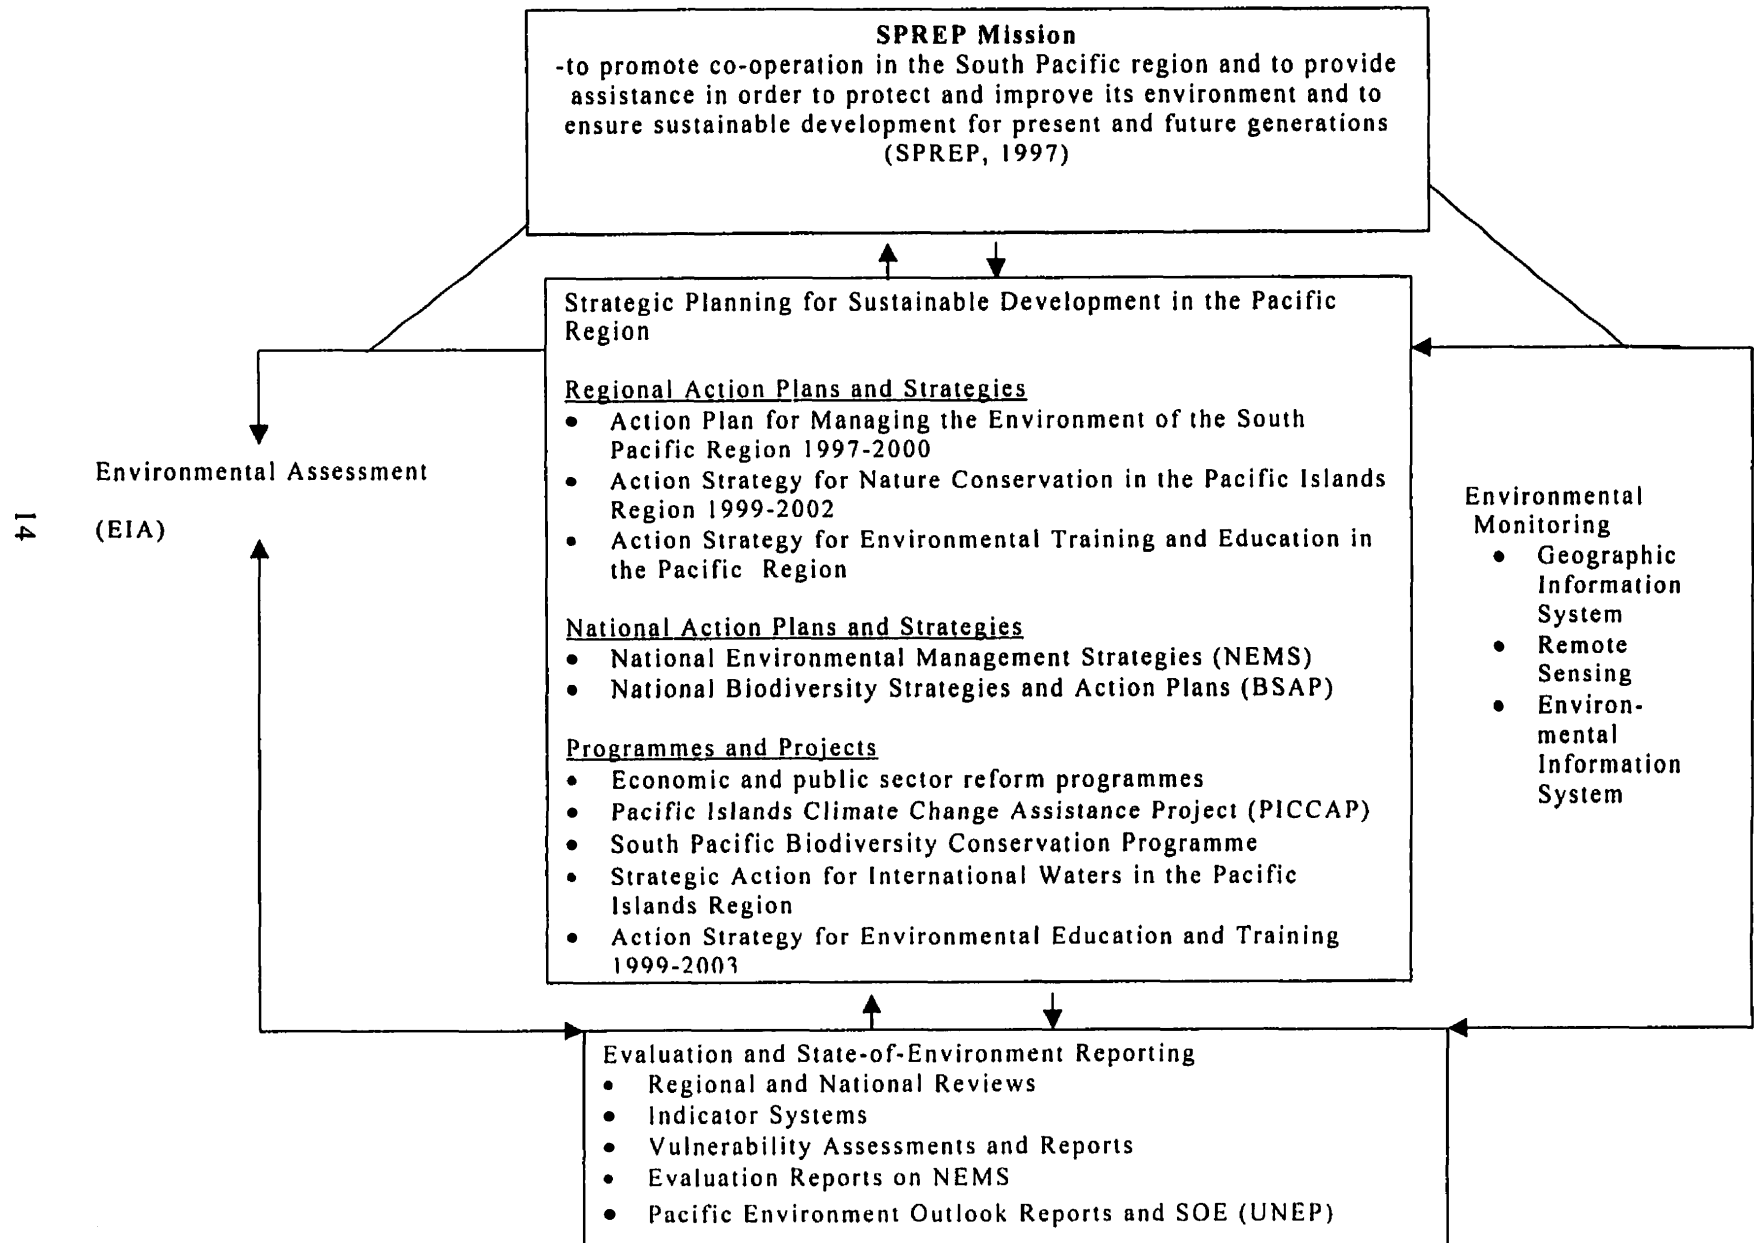 SPREP Mission
-to promote co-operation in the South Pacific region and to provide
assistance in order to protect and improve its environment and to
ensure sustainable development for present and future generations
(SPREP, 1997)
Strategic Planning for Sustainable Development in the Pacific
Region
Regional Action Plans and Strategies
• Action Plan for Managing the Environment of the South
Pacific Region 1997-2000
• Action Strategy for Nature Conservation in the Pacific Islands
Region 1999-2002
• Action Strategy for Environmental Training and Education in
the Pacific Region
National Action Plans and Strategies
• National Environmental Management Strategies (NEMS)
• National Biodiversity Strategies and Action Plans (BSAP)
Programmes and Projects
• Economic and public sector reform programmes
• Pacific Islands Climate Change Assistance Project (PICCAP)
• South Pacific Biodiversity Conservation Programme
• Strategic Action for International Waters in the Pacific
Islands Region
• Action Strategy for Environmental Education and Training
1999-2003
Environmental Assessment
(EIA)
14
Environmental
Monitoring
• Geographic
Information
System
• Remote
Sensing
• Environ-
mental
Information
System
Evaluation and State-of-Environment Reporting
• Regional and National Reviews
• Indicator Systems
• Vulnerability Assessments and Reports
• Evaluation Reports on NEMS
• Pacific Environment Outlook Reports and SOE (UNEP)